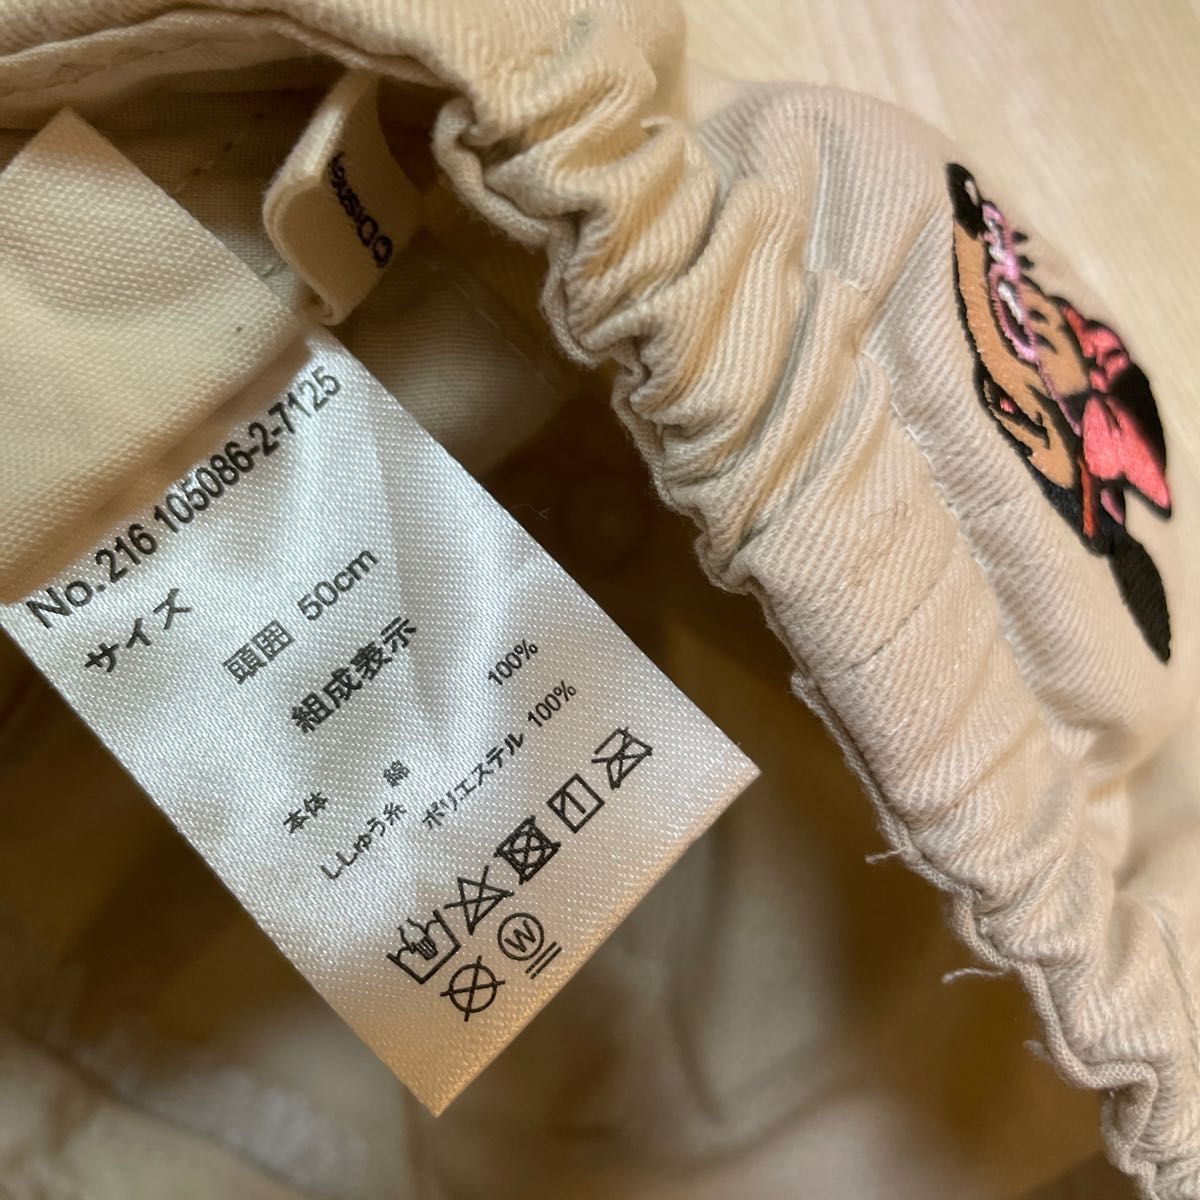 ©Disney
No.216 105086-2-7125
サイズ
頭囲 50cm
組成表示
本体 綿 100%
ししゅう糸 ポリエステル 100%
W